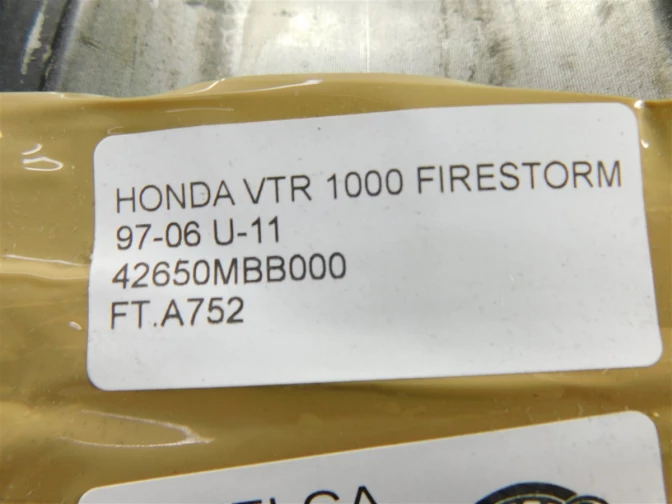 HONDA VTR 1000 FIRESTORM
97-06 U-11
42650MBB000
FT.A752